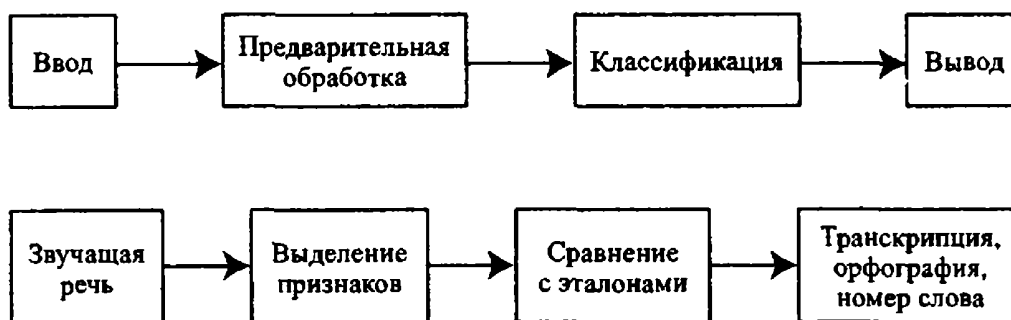 Ввод
Предварительная
обработка
Классификация
Вывод
Звучащая
речь
Выделение
признаков
Сравнение
с эталонами
Транскрипция,
орфография,
номер слова